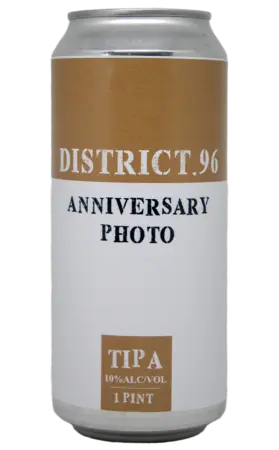 DISTRICT.96
ANNIVERSARY
PHOTO
TIPA
10%ALC/VOL
1 PINT